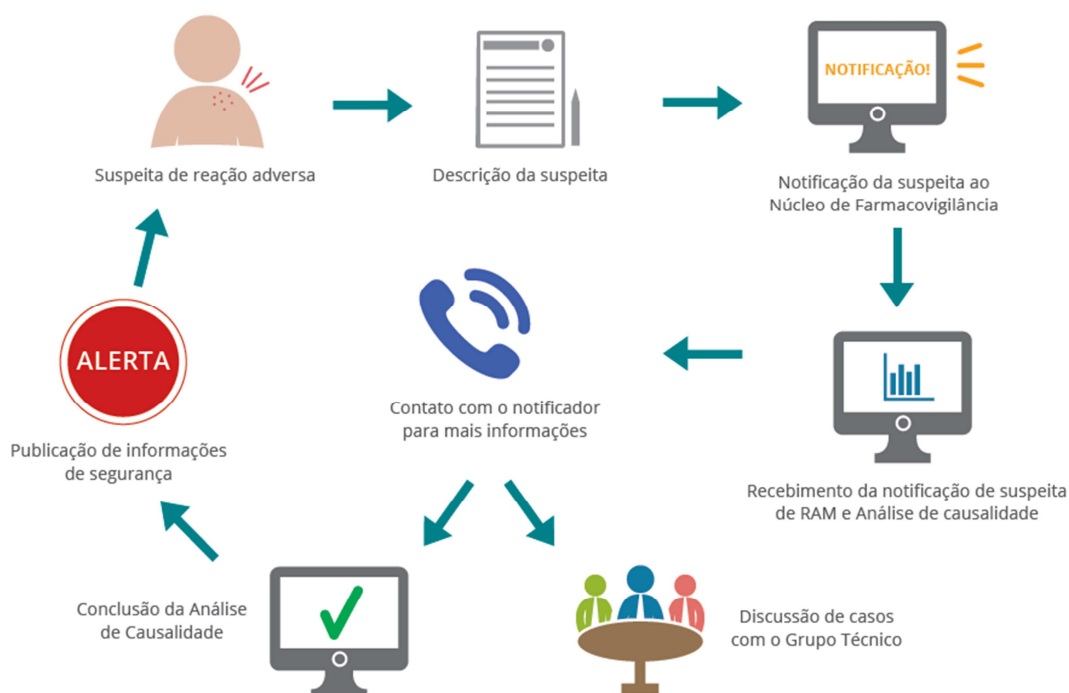 Suspeita de reação adversa
Descrição da suspeita
NOTIFICAÇÃO!
Notificação da suspeita ao
Núcleo de Farmacovigilância
Recebimento da notificação de suspeita
de RAM e Análise de causalidade
Contato com o notificador
para mais informações
Discussão de casos
com o Grupo Técnico
Conclusão da Análise
de Causalidade
ALERTA
Publicação de informações
de segurança